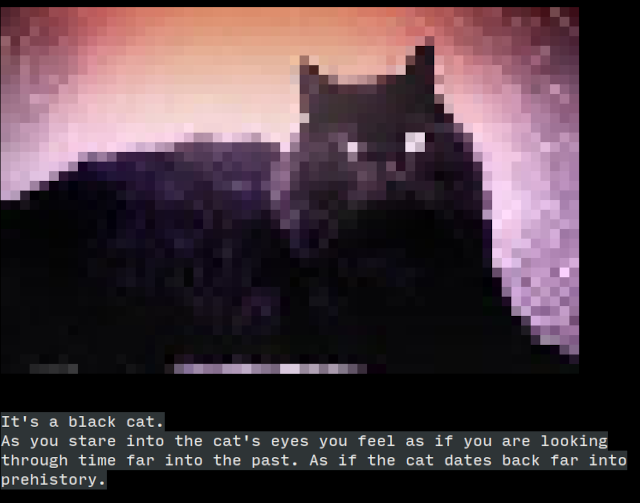 It's a black cat.
As you stare into the cat's eyes you feel as if you are looking
through time far into the past. As if the cat dates back far into
prehistory.